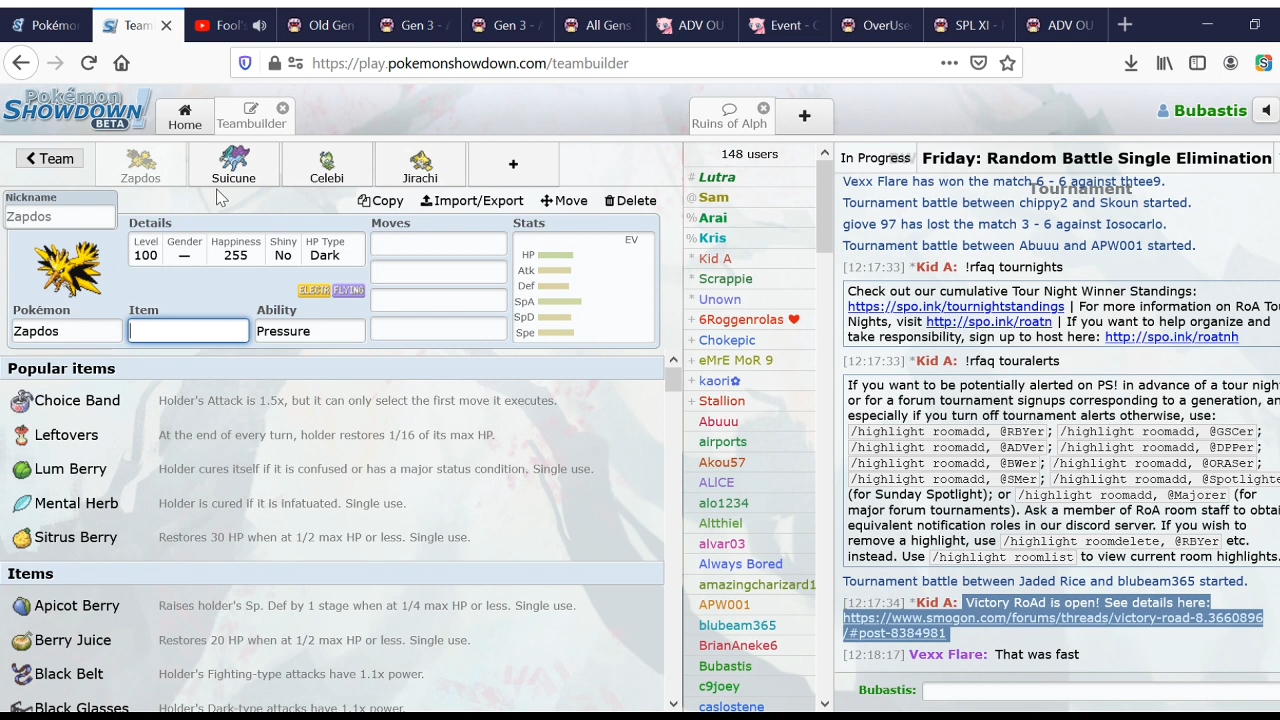 Pokémon
Team
Fool's
Old Gen
Gen 3 -
Gen 3 - A
All Gens
ADV OU
Event - C
OverUse
SPL XI -
ADV OU
https://play.pokemonshowdown.com/teambuilder
Pokémon
SHOWDOWN!
BETA
Home
Teambuilder
Ruins of Alph
Bubastis
Team
Zapdos
Suicune
Celebi
Jirachi
Copy
Import/Export
Move
Delete
Nickname
Zapdos
Details
Level
100
Gender
—
Happiness
255
Shiny
No
HP Type
Dark
ELECTR
FLYING
Pokémon
Zapdos
Item
Ability
Pressure
Moves
Stats
EV
HP
Atk
Def
SpA
SpD
Spe
Popular items
Choice Band Holder's Attack is 1.5x, but it can only select the first move it executes.
Leftovers At the end of every turn, holder restores 1/16 of its max HP.
Lum Berry Holder cures itself if it is confused or has a major status condition. Single use.
Mental Herb Holder is cured if it is infatuated. Single use.
Sitrus Berry Restores 30 HP when at 1/2 max HP or less. Single use.
Items
Apicot Berry Raises holder's Sp. Def by 1 stage when at 1/4 max HP or less. Single use.
Berry Juice Restores 20 HP when at 1/2 max HP or less. Single use.
Black Belt Holder's Fighting-type attacks have 1.1x power.
Black Glasses Holder's Dark-type attacks have 1.1x power.
148 users
# Lutra
@ Sam
% Arai
% Kris
* Kid A
* Scrappie
* Unown
+ 6Roggenrolas ❤
+ Chokepic
+ eMrE MoR 9
+ kaori✿
+ Stallion
Abuuu
airports
Akou57
ALICE
alo1234
Altthiel
alvar03
Always Bored
amazingcharizard1
APW001
blubeam365
BrianAneke6
Bubastis
c9joey
caslostene
In Progress Friday: Random Battle Single Elimination
Tournament
Vexx Flare has won the match 6 - 6 against thtee9.
Tournament battle between chippy2 and Skoun started.
giove 97 has lost the match 3 - 6 against Iosocarlo.
Tournament battle between Abuuu and APW001 started.
[12:17:33] *Kid A: !rfaq tournights
Check out our cumulative Tour Night Winner Standings:
https://spo.ink/tournightstandings | For more information on RoA Tour
Nights, visit http://spo.ink/roatn | If you want to help organize and
take responsibility, sign up to host here: http://spo.ink/roatnh
[12:17:33] *Kid A: !rfaq touralerts
If you want to be potentially alerted on PS! in advance of a tour night
or for a forum tournament signups corresponding to a generation, and
especially if you turn off tournament alerts otherwise, use:
/highlight roomadd, @RBYer; /highlight roomadd, @GSCer;
/highlight roomadd, @ADVer; /highlight roomadd, @DPPer;
/highlight roomadd, @BWer; /highlight roomadd, @ORASer;
/highlight roomadd, @SMer; /highlight roomadd, @Spotlighte
(for Sunday Spotlight); or /highlight roomadd, @Majorer (for
major forum tournaments). Ask a member of RoA room staff to obtain
equivalent notification roles in our discord server. If you wish to
remove a highlight, use /highlight roomdelete, @RBYer etc.
instead. Use /highlight roomlist to view current room highlights.
Tournament battle between Jaded Rice and blubeam365 started.
[12:17:34] *Kid A: Victory RoAd is open! See details here:
https://www.smogon.com/forums/threads/victory-road-8.3660896
/#post-8384981
[12:18:17] Vexx Flare: That was fast
Bubastis: